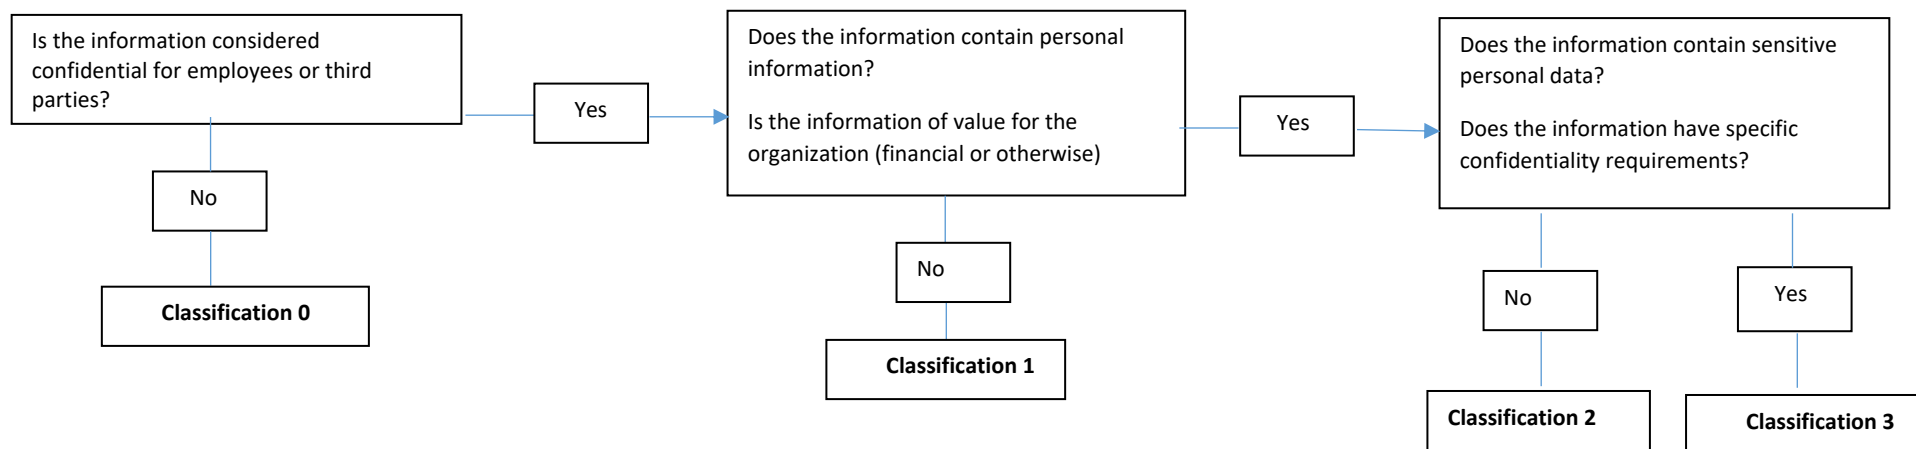 Is the information considered
confidential for employees or third
parties?
Yes
No
Classification 0
Does the information contain personal
information?
Is the information of value for the
organization (financial or otherwise)
Yes
No
Classification 1
Does the information contain sensitive
personal data?
Does the information have specific
confidentiality requirements?
No
Yes
Classification 2
Classification 3